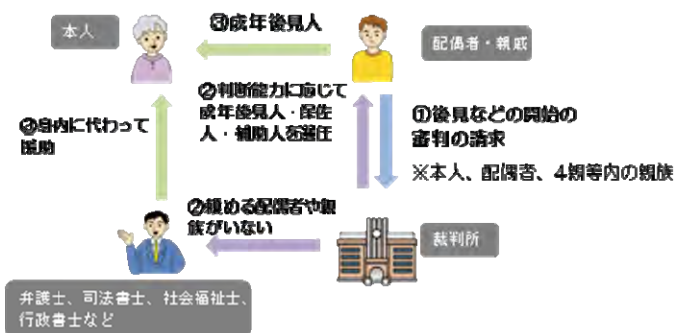 ③成年後見人
本人
配偶者・親戚
②判断能力に応じて
成年後見人・保佐
人・補助人を選任
①後見などの開始の
審判の請求
※本人、配偶者、4親等内の親族
③身内に代わって
援助
②頼める配偶者や親
族がいない
裁判所
弁護士、司法書士、社会福祉士、
行政書士など